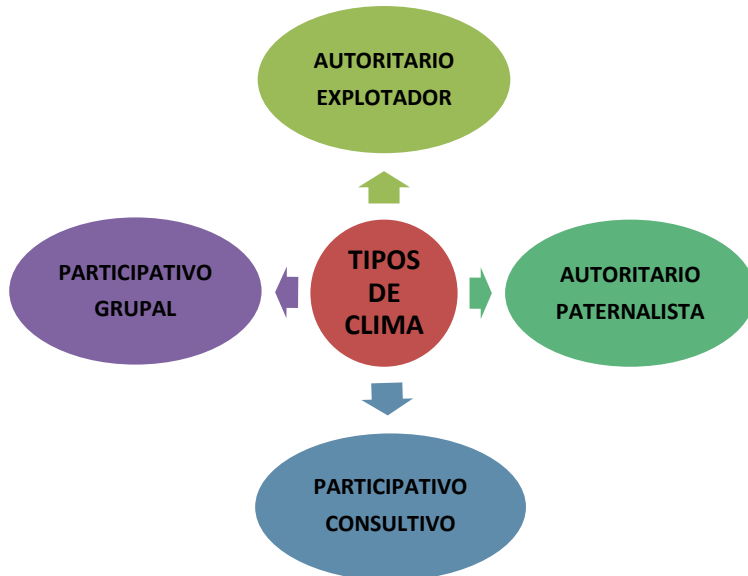 AUTORITARIO
EXPLOTADOR
PARTICIPATIVO
GRUPAL
TIPOS
DE
CLIMA
AUTORITARIO
PATERNALISTA
PARTICIPATIVO
CONSULTIVO